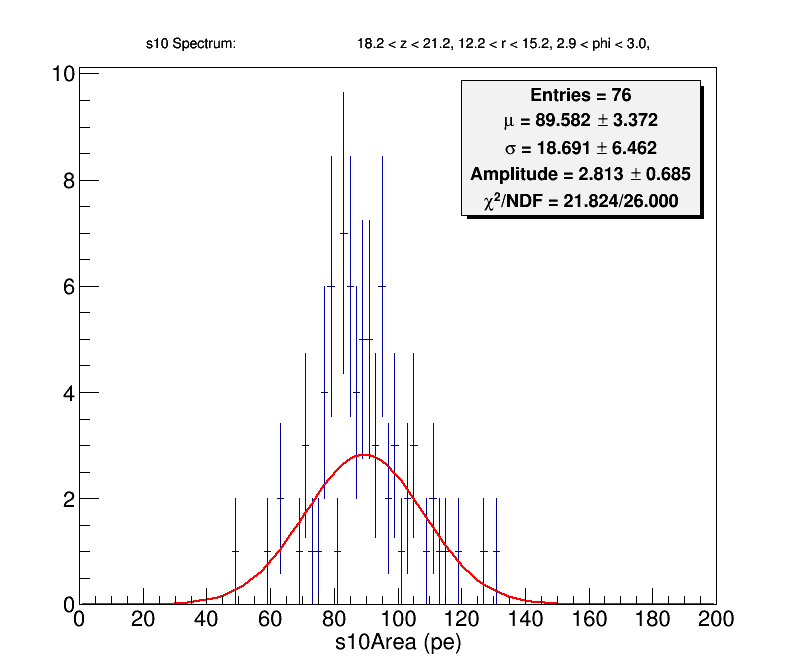 s10 Spectrum: 18.2 < z < 21.2, 12.2 < r < 15.2, 2.9 < phi < 3.0,
Entries = 76
μ = 89.582 ± 3.372
σ = 18.691 ± 6.462
Amplitude = 2.813 ± 0.685
χ²/NDF = 21.824/26.000
10
8
6
4
2
0
0 20 40 60 80 100 120 140 160 180 200
s10Area (pe)